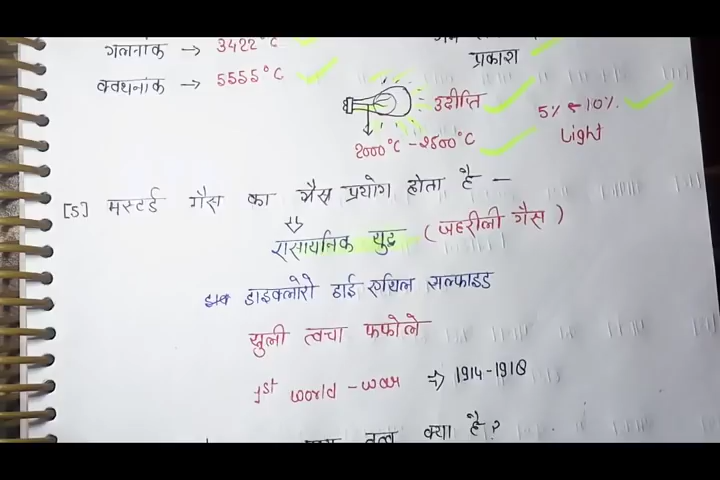 गलनांक → 3422°C
प्रकाश
क्वथनांक → 5555°C
उदीप्ति
5% से 10%
Light
2000°C - 2500°C
[5] मस्टर्ड गैस का प्रयोग होता है —
रासायनिक युद्ध (जहरीली गैस)
डाइक्लोरो डाई एथिल सल्फाइड
खुली त्वचा फफोले
1st world - war ⇒ 1914-1918
तत्व क्या है?